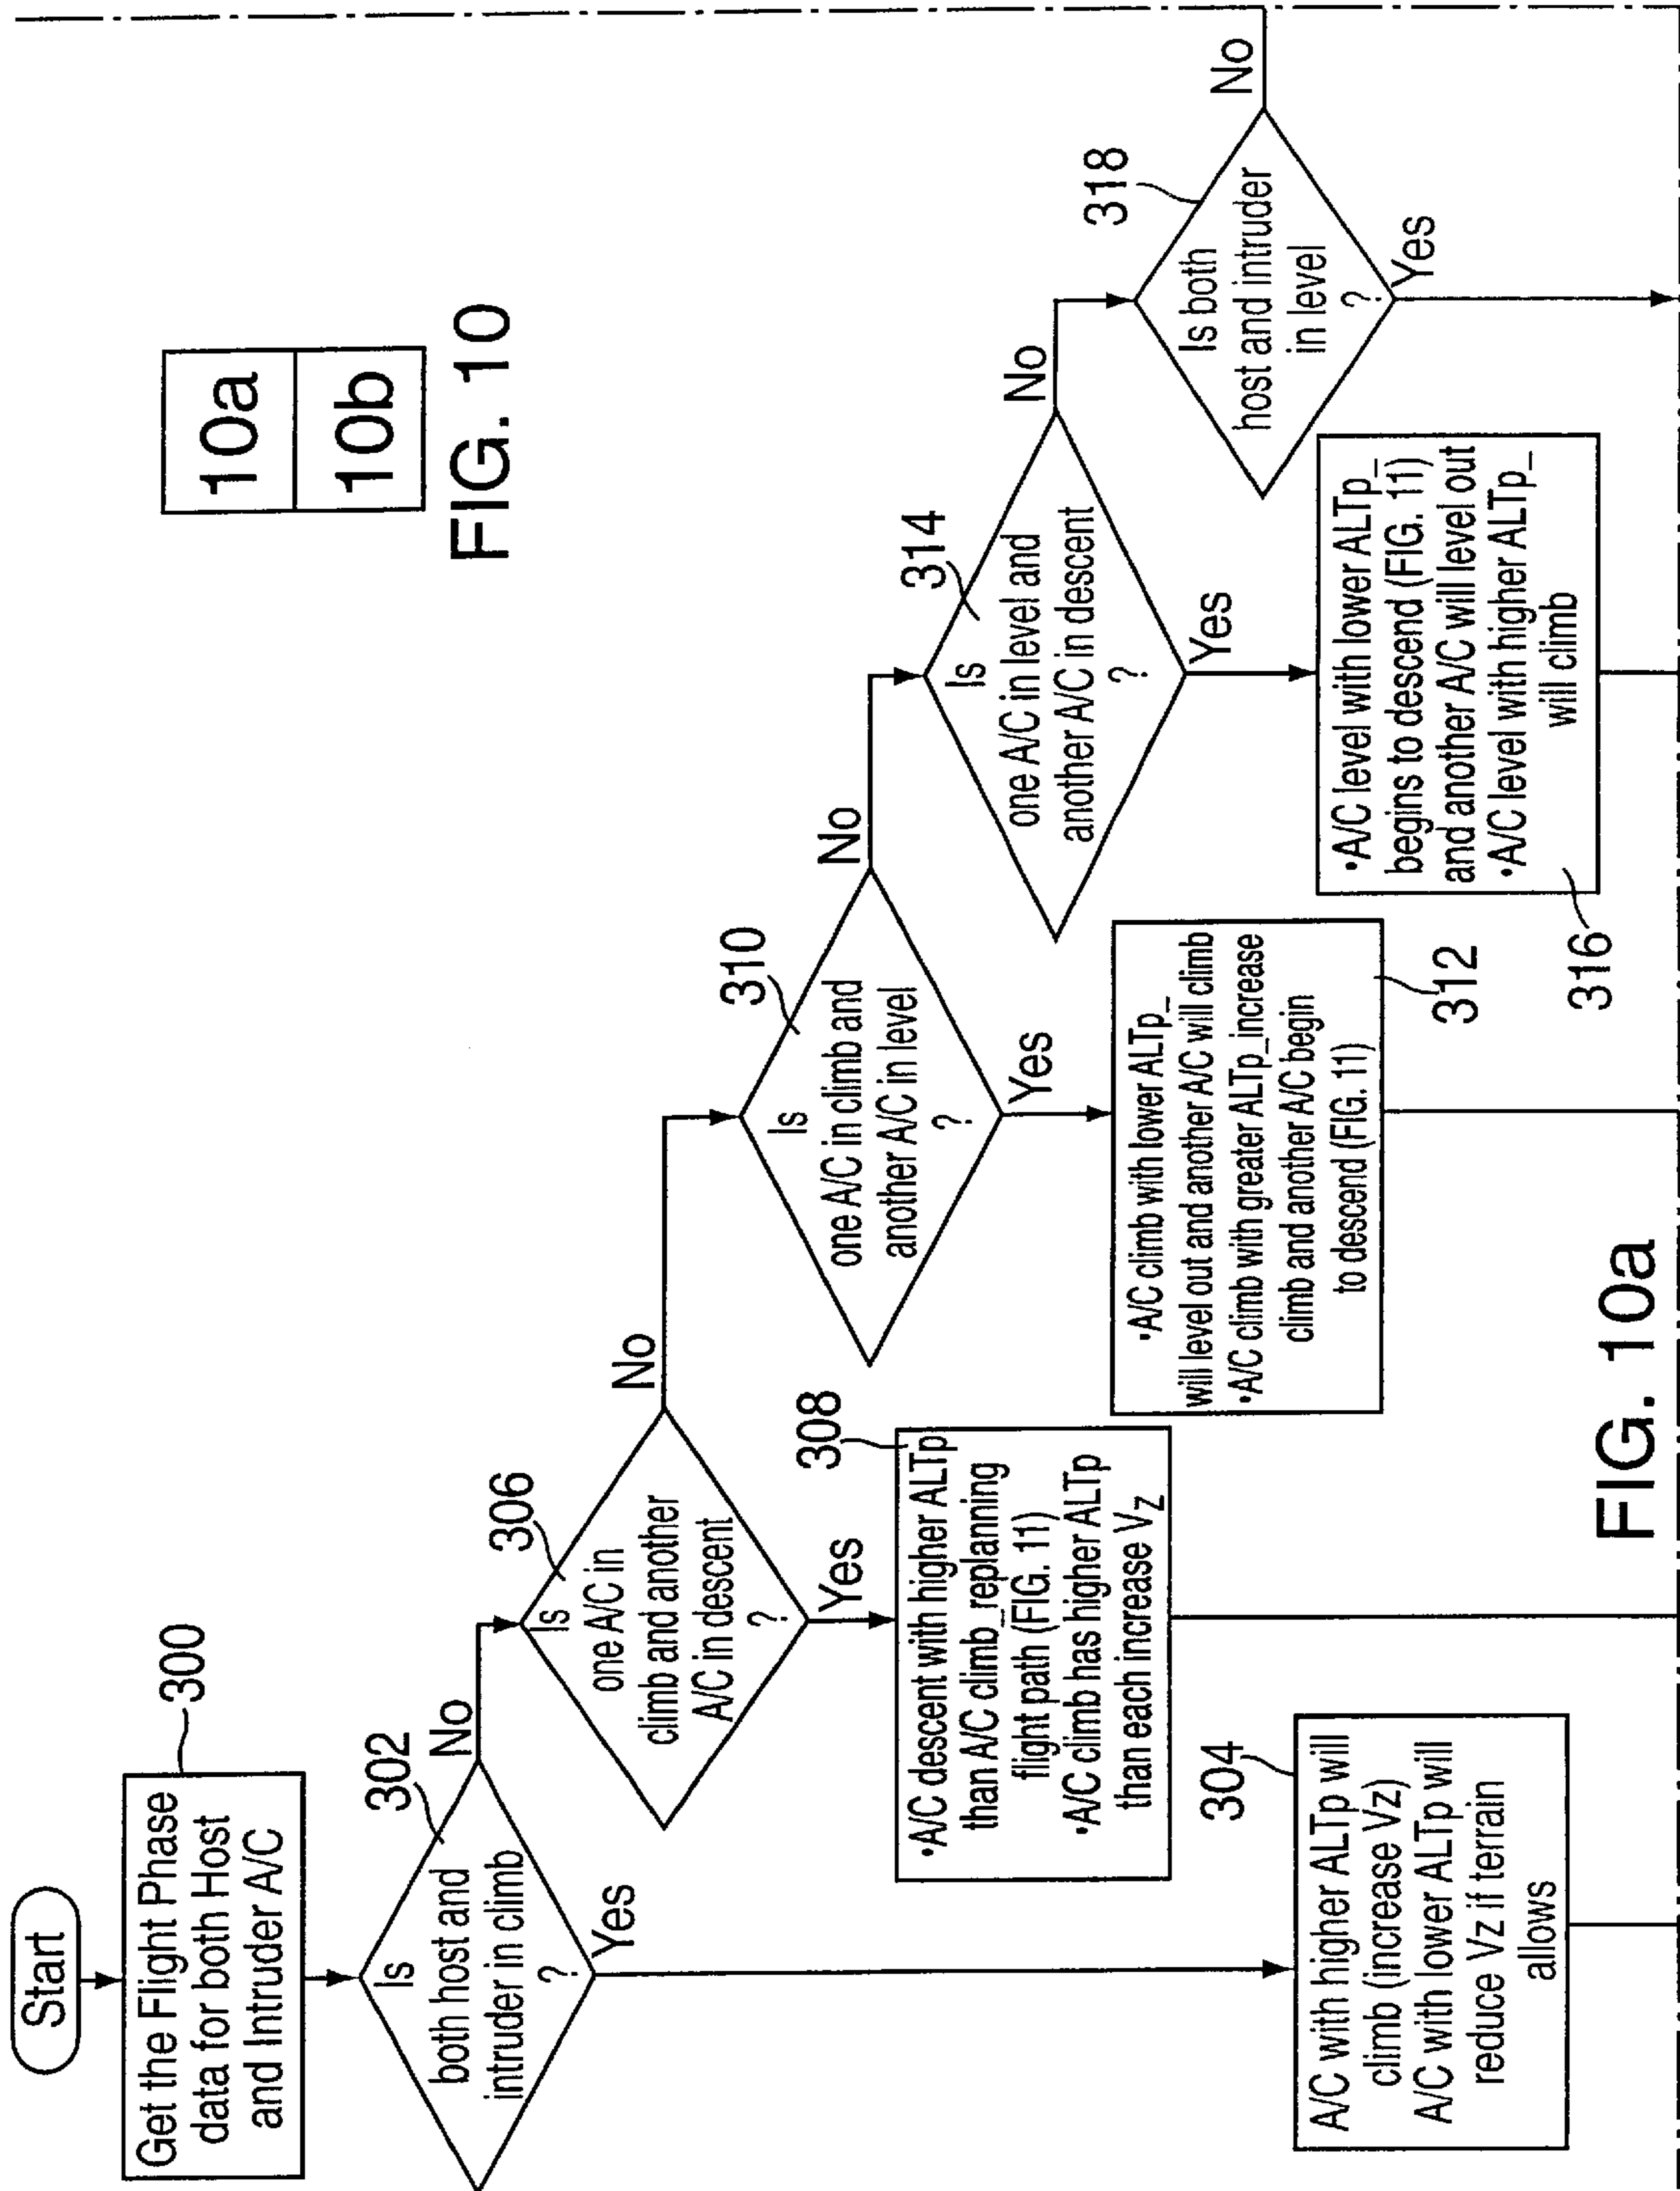 Start
Get the Flight Phase
data for both Host
and Intruder A/C
300
Is
both host and
intruder in climb
?
302
No
Yes
A/C with higher ALTp will
climb (increase Vz)
A/C with lower ALTp will
reduce Vz if terrain
allows
304
Is
one A/C in
climb and another
A/C in descent
?
306
No
Yes
•A/C descent with higher ALTp
than A/C climb_replanning
flight path (FIG. 11)
•A/C climb has higher ALTp
than each increase Vz
308
Is
one A/C in climb and
another A/C in level
?
310
No
Yes
•A/C climb with lower ALTp_
will level out and another A/C will climb
•A/C climb with greater ALTp_increase
climb and another A/C begin
to descend (FIG. 11)
312
Is
one A/C in level and
another A/C in descent
?
314
No
Yes
•A/C level with lower ALTp_
begins to descend (FIG. 11)
and another A/C will level out
•A/C level with higher ALTp_
will climb
316
Is both
host and intruder
in level
?
318
No
Yes
10a
10b
FIG. 10
FIG. 10a